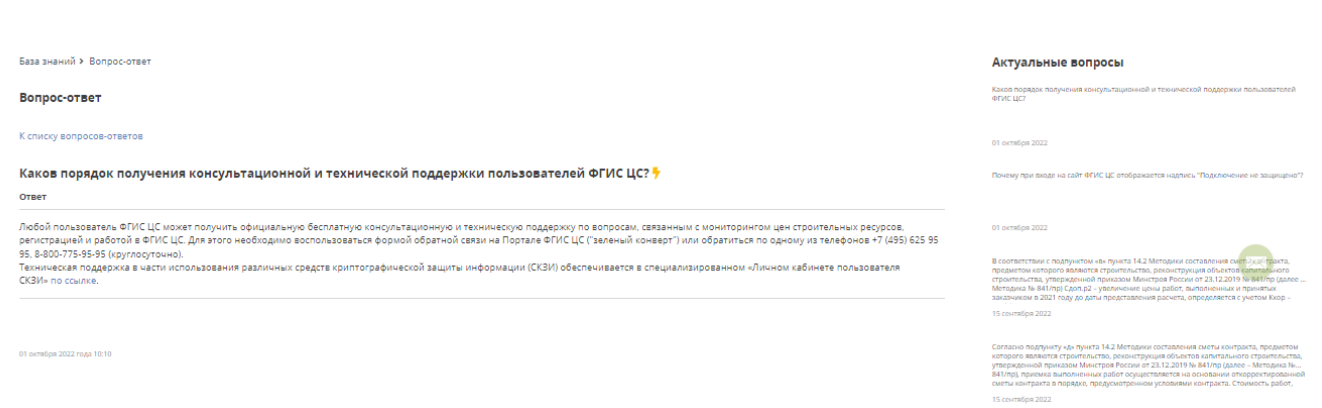 База знаний > Вопрос-ответ
Вопрос-ответ
К списку вопросов-ответов
Каков порядок получения консультационной и технической поддержки пользователей ФГИС ЦС?
Ответ
Любой пользователь ФГИС ЦС может получить официальную бесплатную консультационную и техническую поддержку по вопросам, связанным с мониторингом цен строительных ресурсов,
регистрацией и работой в ФГИС ЦС. Для этого необходимо воспользоваться формой обратной связи на Портале ФГИС ЦС ("зеленый конверт") или обратиться по одному из телефонов +7 (495) 625 95
95, 8-800-775-95-95 (круглосуточно).
Техническая поддержка в части использования различных средств криптографической защиты информации (СКЗИ) обеспечивается в специализированном «Личном кабинете пользователя
СКЗИ» по ссылке.
01 октября 2022 года 10:10
Актуальные вопросы
Каков порядок получения консультационной и технической поддержки пользователей
ФГИС ЦС?
01 октября 2022
Почему при входе на сайт ФГИС ЦС отображается надпись "Подключение не защищено"?
01 октября 2022
В соответствии с подпунктом «в» пункта 14.2 Методики составления сметы контракта,
предметом которого являются строительство, реконструкция объектов капитального
строительства, утвержденной приказом Минстроя России от 23.12.2019 № 841/пр (далее ...
Методика № 841/пр) Сдоп.р2 – увеличение цены работ, выполненных и принятых
заказчиком в 2021 году до даты представления расчета, определяется с учетом Ккор –
15 сентября 2022
Согласно подпункту «д» пункта 14.2 Методики составления сметы контракта, предметом
которого являются строительство, реконструкция объектов капитального строительства,
утвержденной приказом Минстроя России от 23.12.2019 № 841/пр (далее – Методика №...
841/пр), приемка выполненных работ осуществляется на основании откорректированной
сметы контракта в порядке, предусмотренном условиями контракта. Стоимость работ,
15 сентября 2022